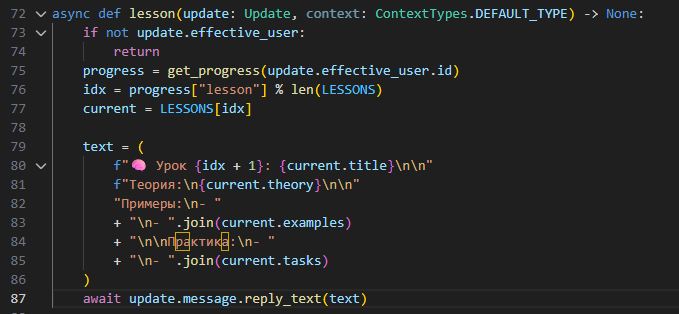 72 async def lesson(update: Update, context: ContextTypes.DEFAULT_TYPE) -> None:
73     if not update.effective_user:
74         return
75     progress = get_progress(update.effective_user.id)
76     idx = progress["lesson"] % len(LESSONS)
77     current = LESSONS[idx]
78
79     text = (
80         f"🧠 Урок {idx + 1}: {current.title}\n\n"
81         f"Теория:\n{current.theory}\n\n"
82         "Примеры:\n- "
83         + "\n- ".join(current.examples)
84         + "\n\nПрактика:\n- "
85         + "\n- ".join(current.tasks)
86     )
87     await update.message.reply_text(text)